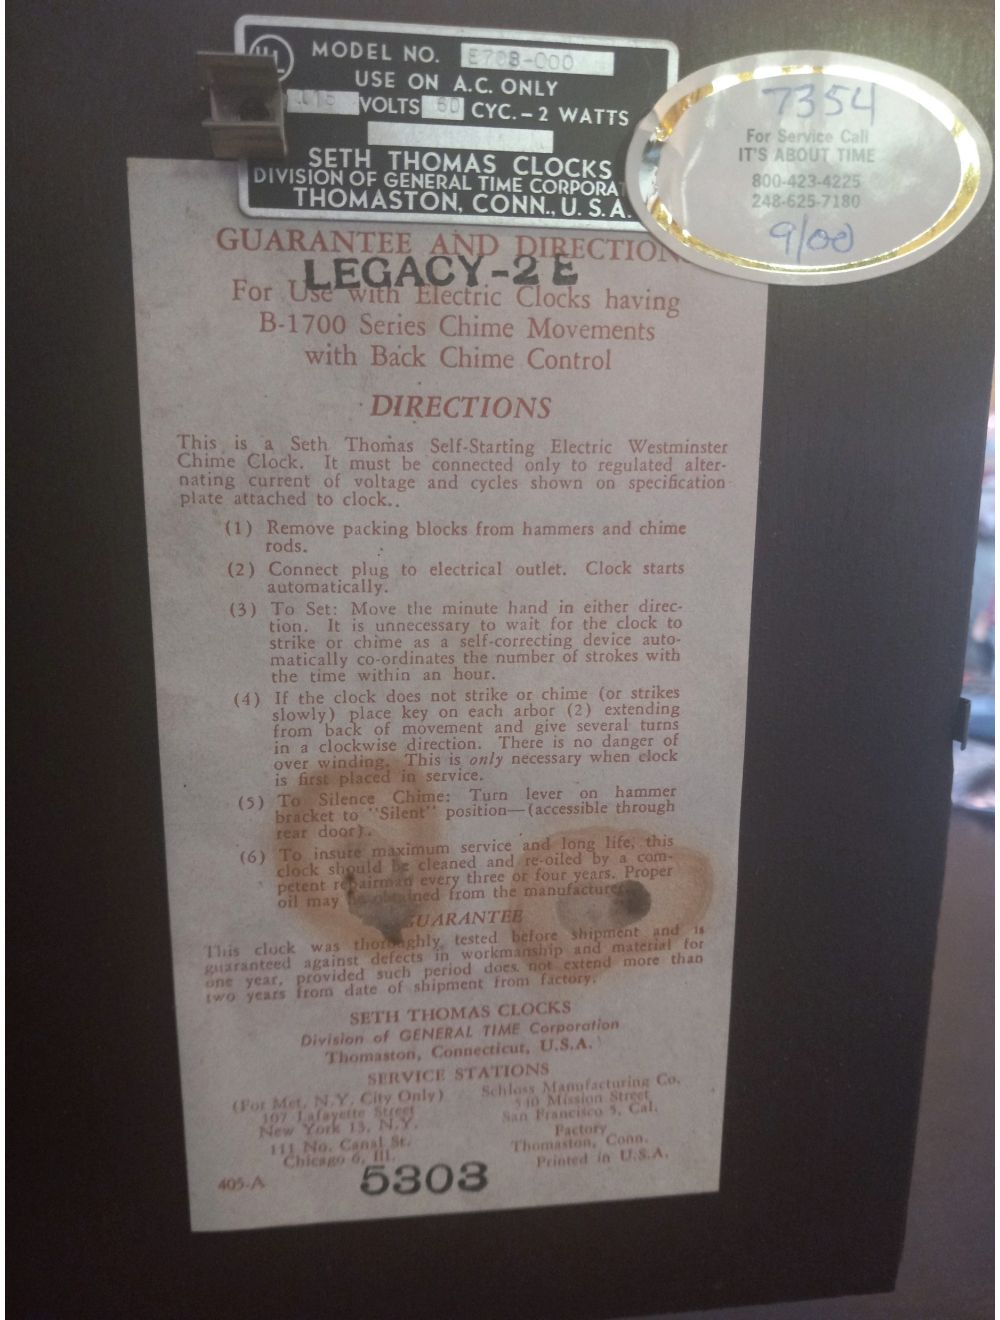 UL
MODEL NO. E708-000
USE ON A.C. ONLY
115 VOLTS 60 CYC. - 2 WATTS
SETH THOMAS CLOCKS
DIVISION OF GENERAL TIME
THOMASTON, CONN., U.S.A.
7354
For Service Call
IT'S ABOUT TIME
800-423-4225
248-625-7180
9/00
GUARANTEE AND
LEGACY-2E
For Use with Electric Clocks having
B-1700 Series Chime Movements
with Back Chime Control
DIRECTIONS
This is a Seth Thomas Self-Starting Electric Westminster
Chime Clock. It must be connected only to regulated alter-
nating current of voltage and cycles shown on specification
plate attached to clock..
(1) Remove packing blocks from hammers and chime
rods.
(2) Connect plug to electrical outlet. Clock starts
automatically.
(3) To Set: Move the minute hand in either direc-
tion. It is unnecessary to wait for the clock to
strike or chime as a self-correcting device auto-
matically co-ordinates the number of strokes with
the time within an hour.
(4) If the clock does not strike or chime (or strikes
slowly) place key on each arbor (2) extending
from back of movement and give several turns
in a clockwise direction. There is no danger of
over winding. This is only necessary when clock
is first placed in service.
(5) To Silence Chime: Turn lever on hammer
bracket to "Silent" position—(accessible through
rear door)..
(6) To insure maximum service and long life, this
clock should be cleaned and re-oiled by a com-
petent repairman every three or four years. Proper
oil may be obtained from the manufacturer.
GUARANTEE
This clock was thoroughly tested before shipment and is
guaranteed against defects in workmanship and material for
one year, provided such period does not extend more than
two years from date of shipment from factory.
SETH THOMAS CLOCKS
Division of GENERAL TIME Corporation
Thomaston, Connecticut, U.S.A.
SERVICE STATIONS
(For Met. N.Y. City Only)
107 Lafayette Street
New York 13, N.Y.
111 No. Canal St.
Chicago 6, Ill.
Schloss Manufacturing Co.
540 Mission Street
San Francisco 5, Cal.
Factory
Thomaston, Conn.
Printed in U.S.A.
405-A
5303